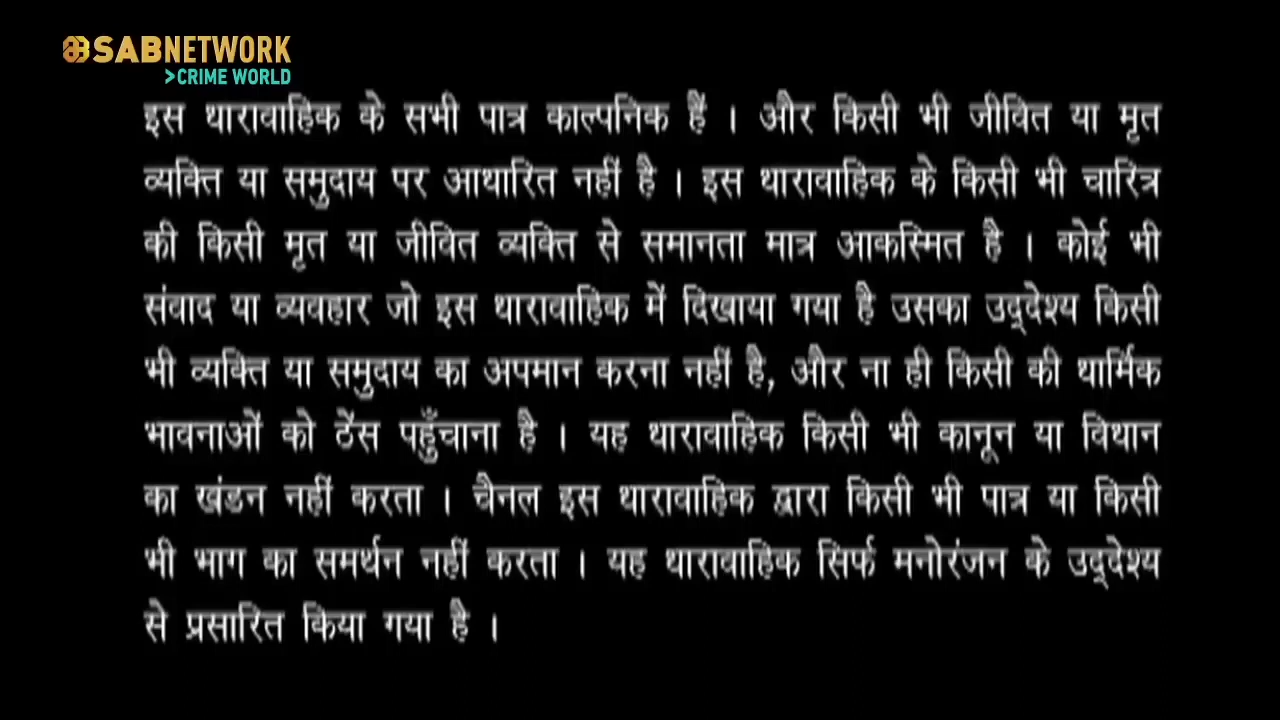 SABNETWORK
>CRIME WORLD
इस धारावाहिक के सभी पात्र काल्पनिक हैं । और किसी भी जीवित या मृत
व्यक्ति या समुदाय पर आधारित नहीं है । इस धारावाहिक के किसी भी चारित्र
की किसी मृत या जीवित व्यक्ति से समानता मात्र आकस्मित है । कोई भी
संवाद या व्यवहार जो इस धारावाहिक में दिखाया गया है उसका उद्‌देश्य किसी
भी व्यक्ति या समुदाय का अपमान करना नहीं है, और ना ही किसी की धार्मिक
भावनाओं को ठेंस पहुँचाना है । यह धारावाहिक किसी भी कानून या विधान
का खंडन नहीं करता । चैनल इस धारावाहिक द्वारा किसी भी पात्र या किसी
भी भाग का समर्थन नहीं करता । यह धारावाहिक सिर्फ मनोरंजन के उद्‌देश्य
से प्रसारित किया गया है ।